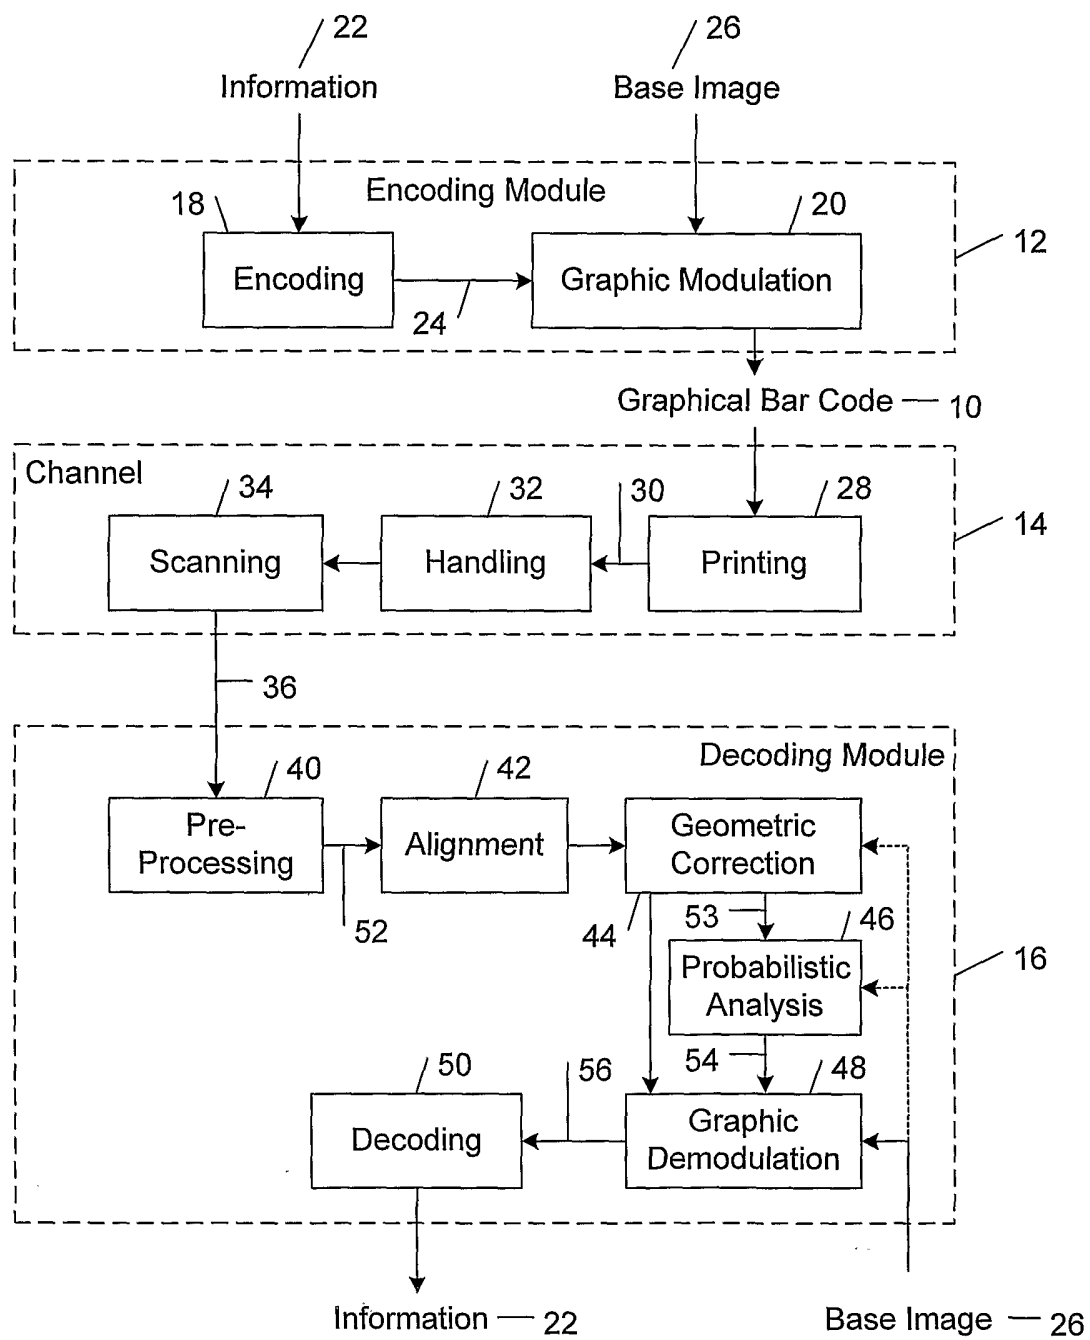 22
26
Information
Base Image
Encoding Module
18
20
12
Encoding
Graphic Modulation
24
Graphical Bar Code
10
Channel
34
32
30
28
14
Scanning
Handling
Printing
36
Decoding Module
40
42
Pre-
Processing
Alignment
Geometric
Correction
52
44
53
46
16
Probabilistic
Analysis
50
56
54
48
Decoding
Graphic
Demodulation
Information
22
Base Image
26